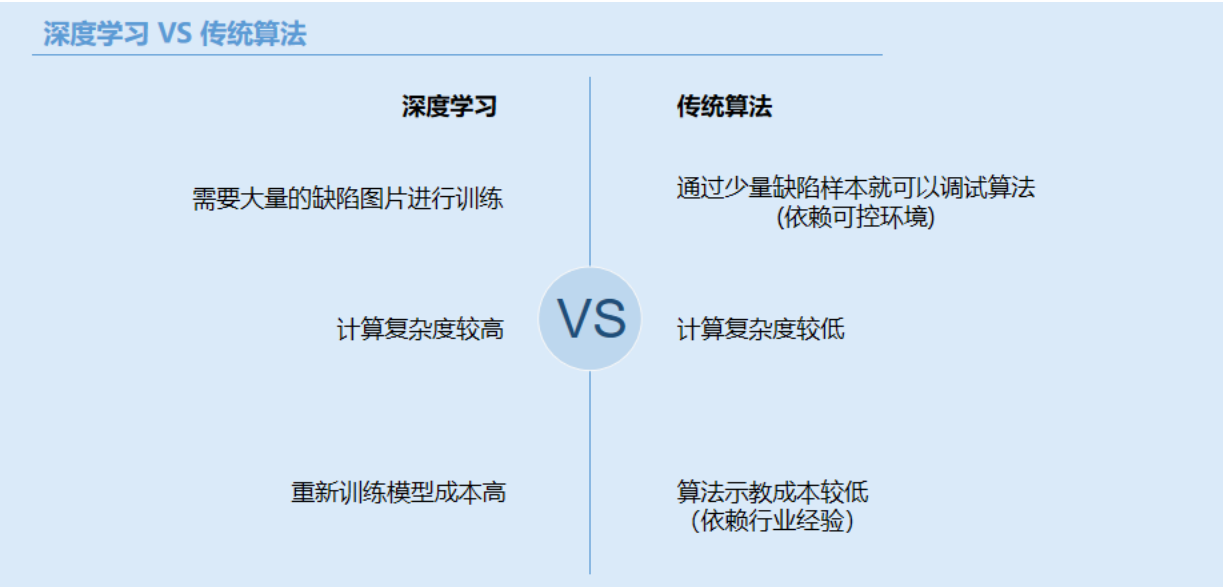 深度学习 VS 传统算法
深度学习
传统算法
需要大量的缺陷图片进行训练
通过少量缺陷样本就可以调试算法
(依赖可控环境)
计算复杂度较高
VS
计算复杂度较低
重新训练模型成本高
算法示教成本较低
（依赖行业经验）